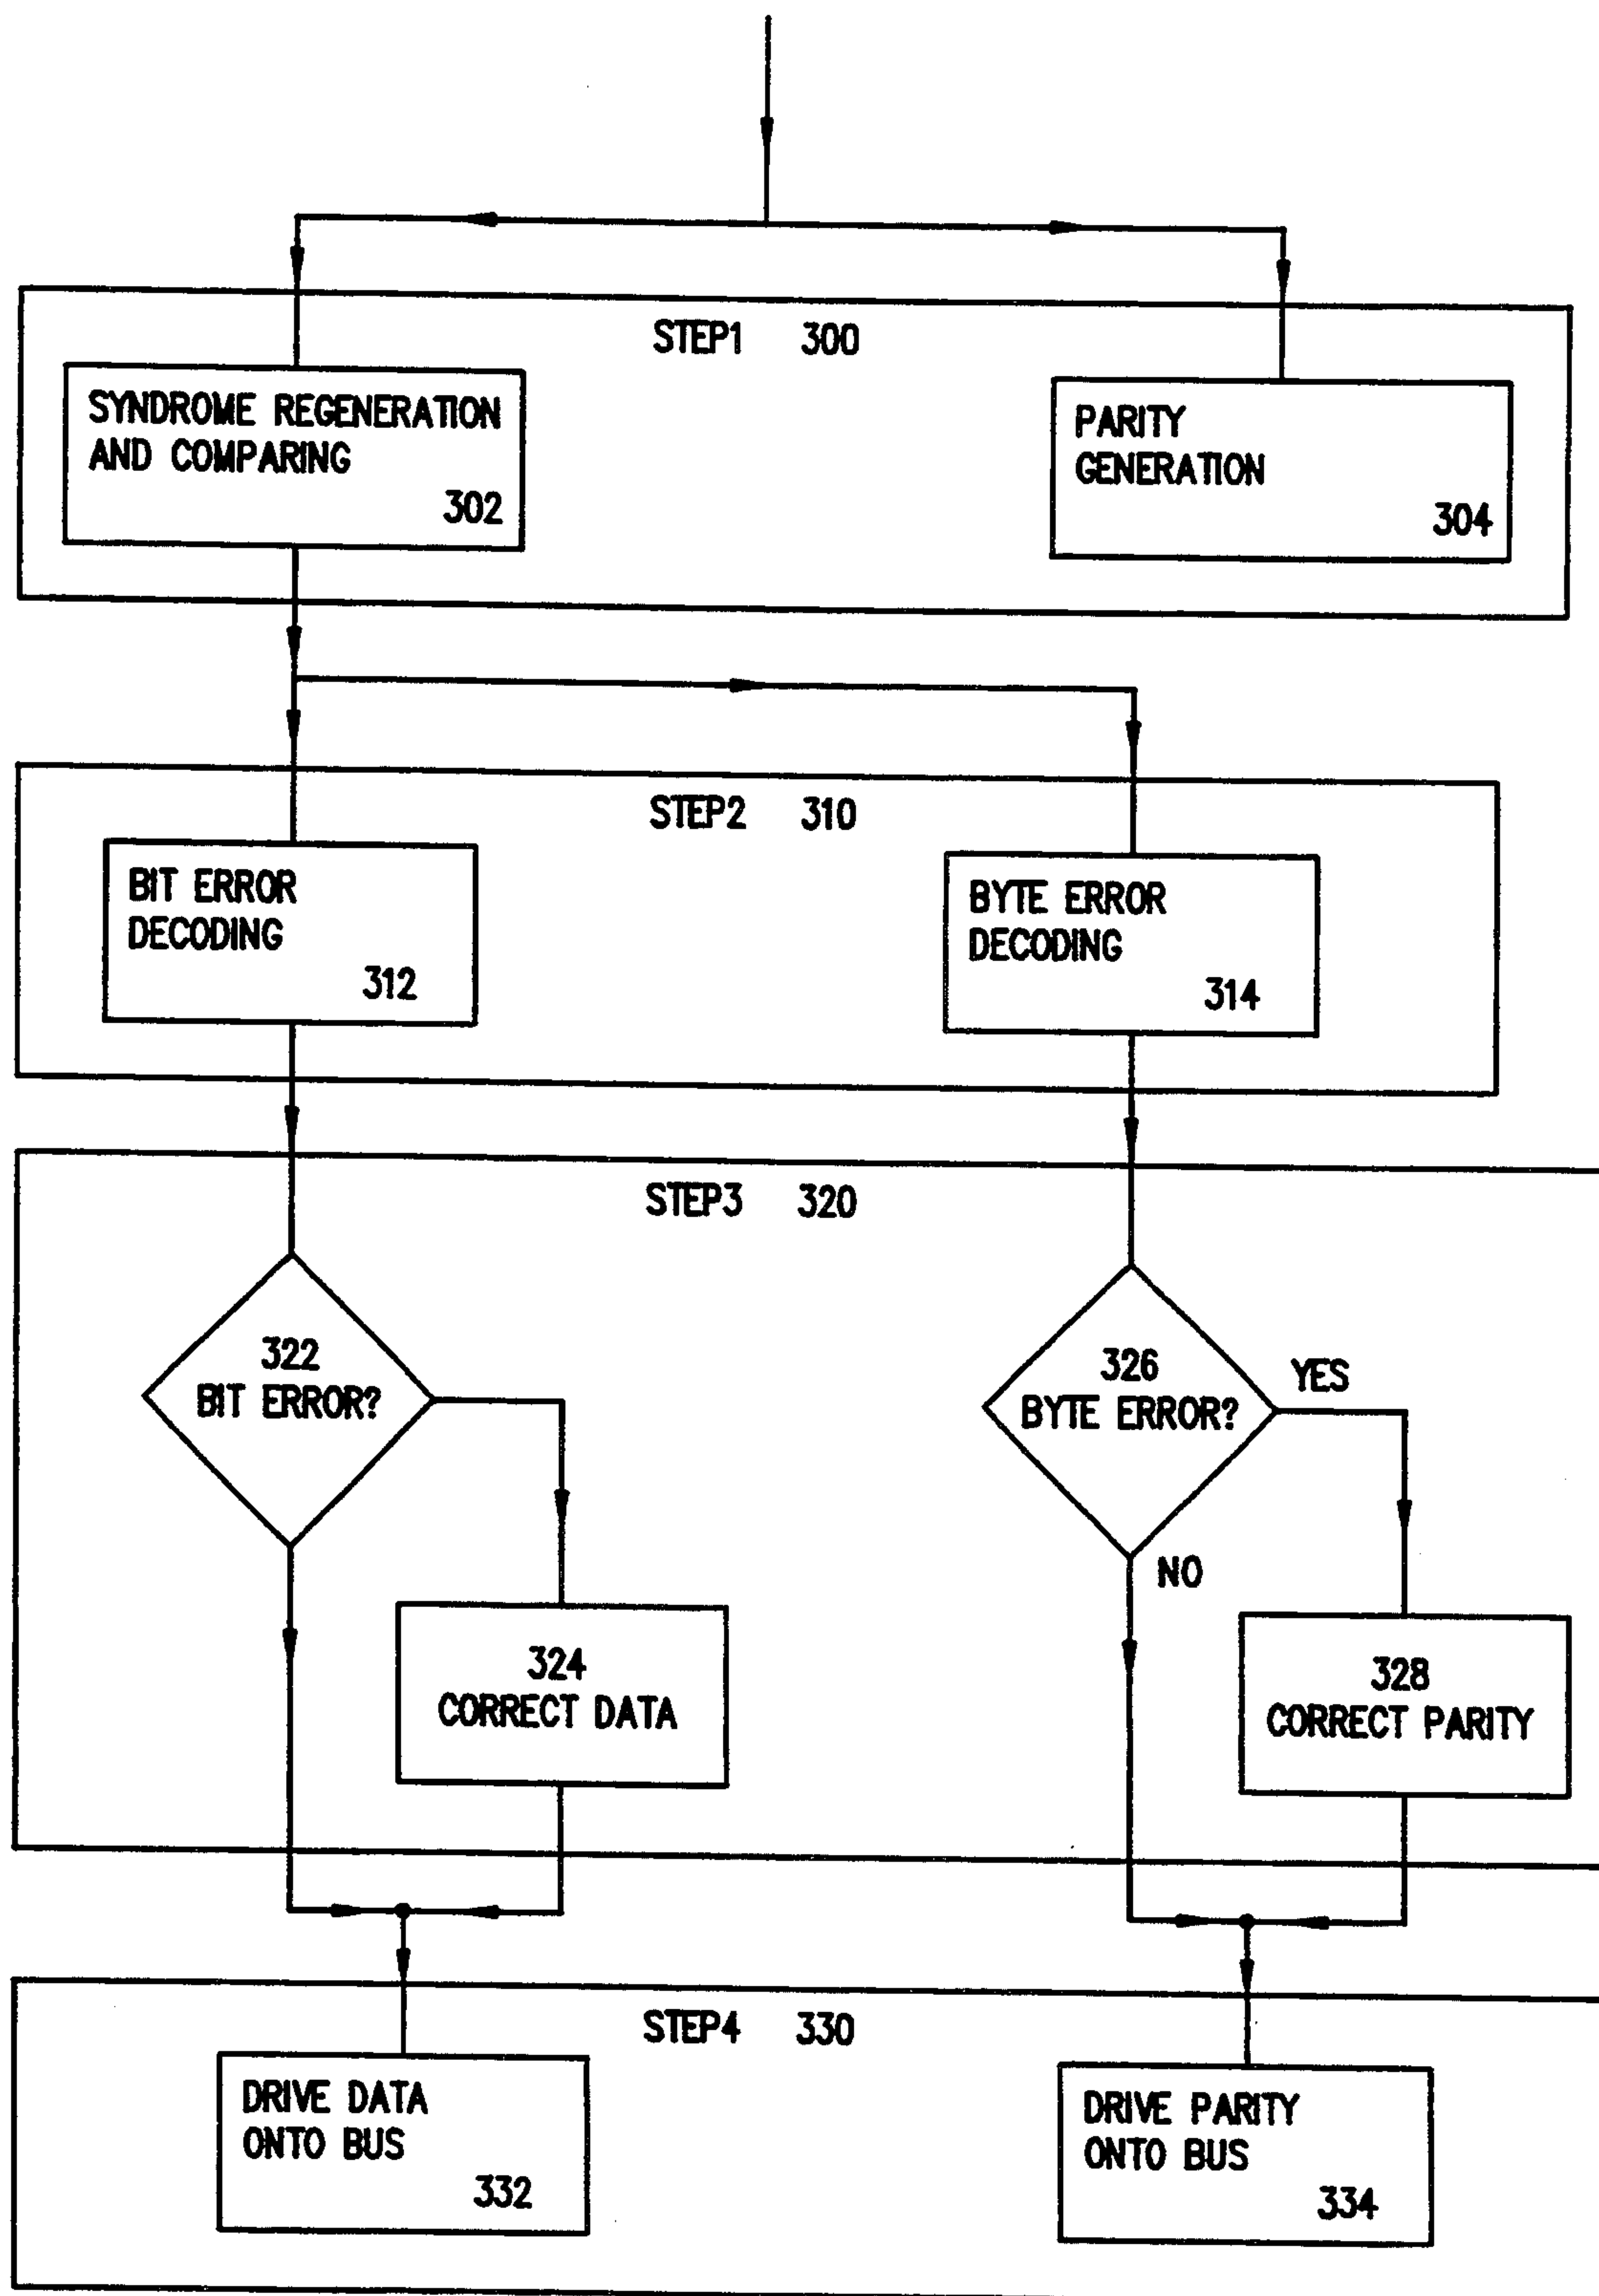 STEP1 300
SYNDROME REGENERATION
AND COMPARING
302
PARITY
GENERATION
304
STEP2 310
BIT ERROR
DECODING
312
BYTE ERROR
DECODING
314
STEP3 320
322
BIT ERROR?
326
BYTE ERROR?
YES
NO
324
CORRECT DATA
328
CORRECT PARITY
STEP4 330
DRIVE DATA
ONTO BUS
332
DRIVE PARITY
ONTO BUS
334